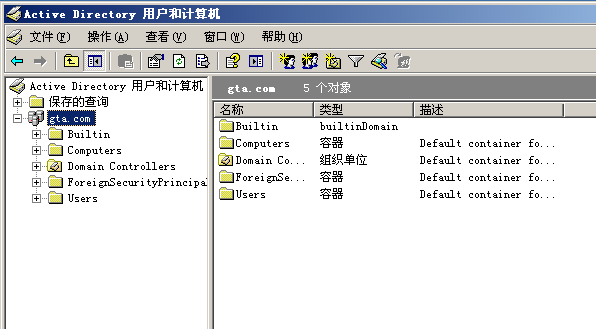 Active Directory 用户和计算机
文件(F) 操作(A) 查看(V) 窗口(W) 帮助(H)
Active Directory 用户和计算机
保存的查询
gta.com
Builtin
Computers
Domain Controllers
ForeignSecurityPrincipa
Users
gta.com 5 个对象
名称 类型 描述
Builtin builtinDomain
Computers 容器 Default container fo...
Domain Co... 组织单位 Default container fo...
ForeignSe... 容器 Default container fo...
Users 容器 Default container fo...